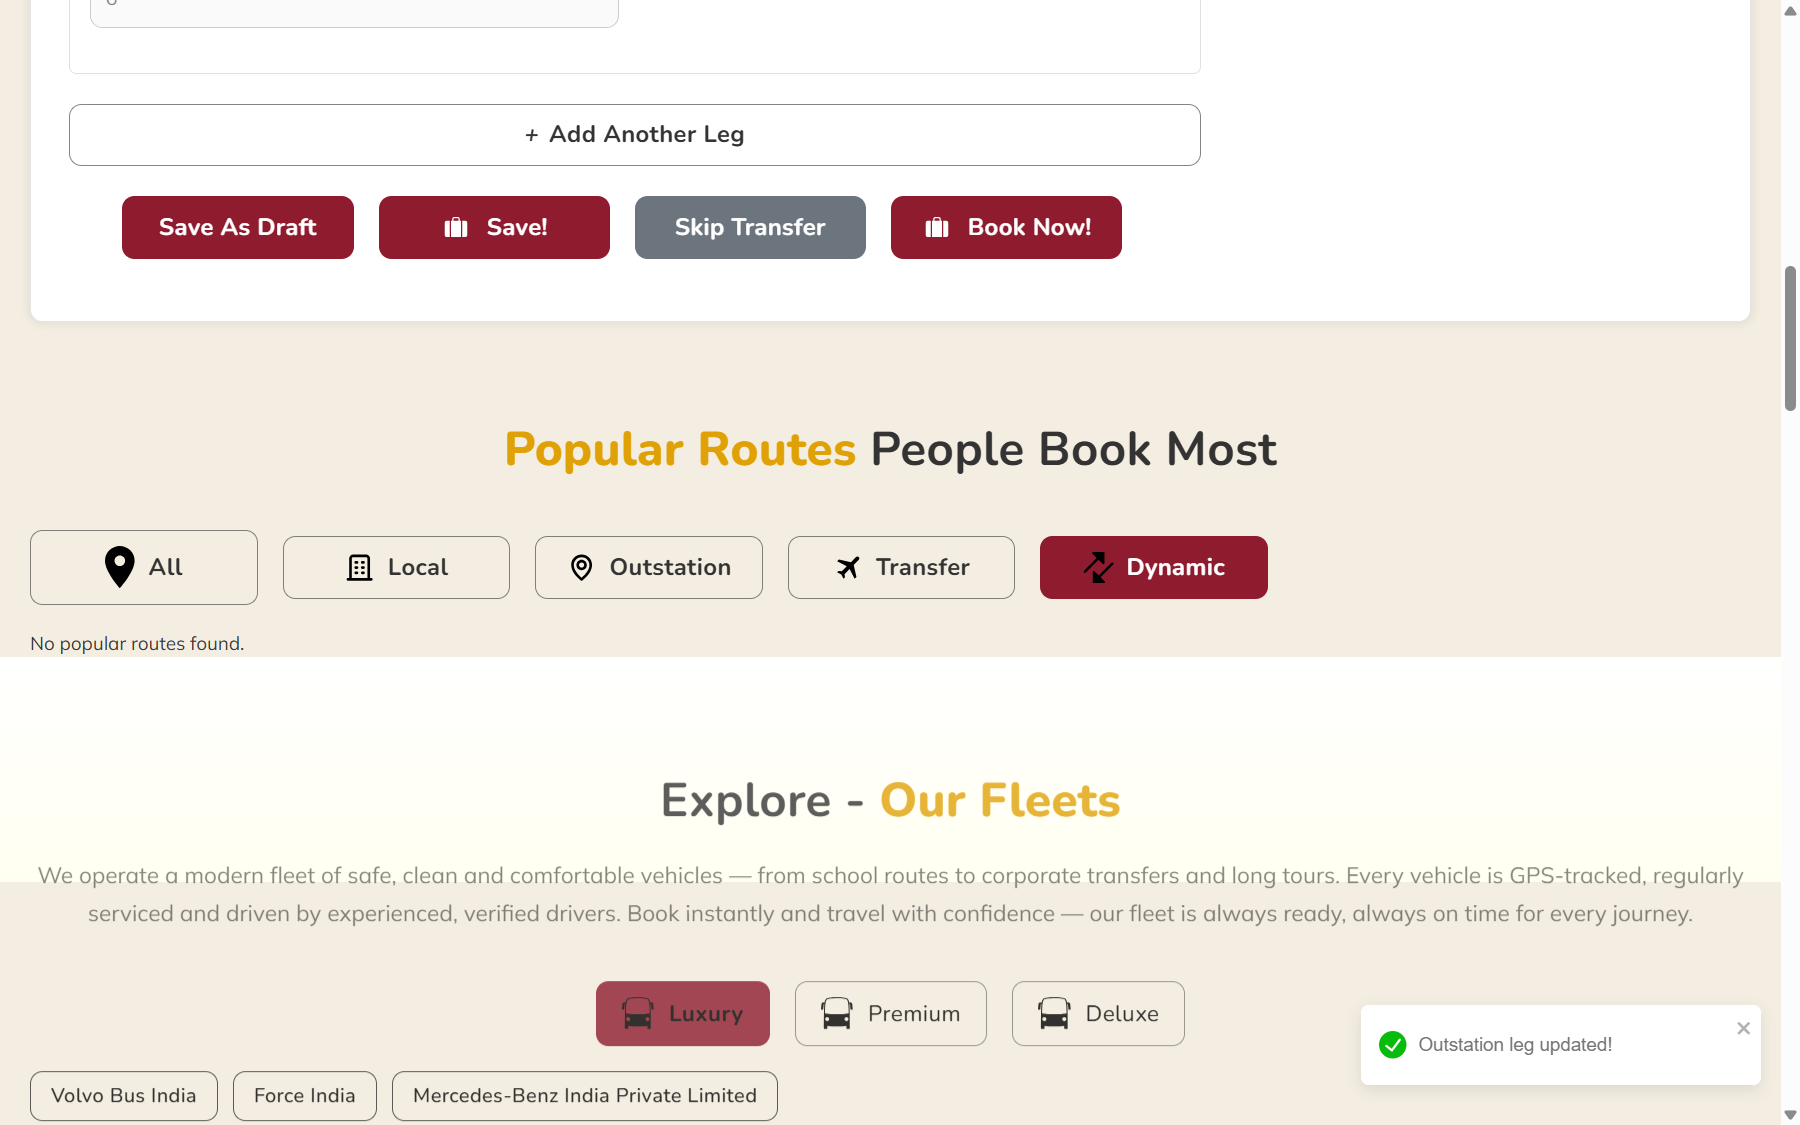 + Add Another Leg
Save As Draft
Save!
Skip Transfer
Book Now!
Popular Routes People Book Most
All
Local
Outstation
Transfer
Dynamic
No popular routes found.
Explore - Our Fleets
We operate a modern fleet of safe, clean and comfortable vehicles — from school routes to corporate transfers and long tours. Every vehicle is GPS-tracked, regularly
serviced and driven by experienced, verified drivers. Book instantly and travel with confidence — our fleet is always ready, always on time for every journey.
Luxury
Premium
Deluxe
Outstation leg updated!
Volvo Bus India
Force India
Mercedes-Benz India Private Limited